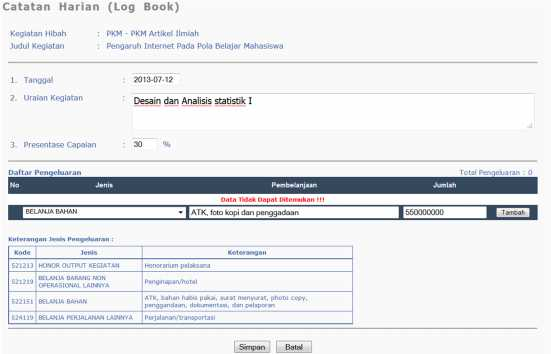 Catatan Harian (Log Book)
Kegiatan Hibah : PKM - PKM Artikel Ilmiah
Judul Kegiatan : Pengaruh Internet Pada Pola Belajar Mahasiswa
1. Tanggal : 2013-07-12
2. Uraian Kegiatan : Desain dan Analisis statistik I
3. Presentase Capaian : 30 %
Daftar Pengeluaran Total Pengeluaran : 0
No Jenis Pembelanjaan Jumlah
Data Tidak Dapat Ditemukan !!!
BELANJA BAHAN ATK, foto kopi dan penggadaan 550000000 Tambah
Keterangan Jenis Pengeluaran :
Kode Jenis Keterangan
521213 HONOR OUTPUT KEGIATAN Honorarium pelaksana
521219 BELANJA BARANG NON OPERASIONAL LAINNYA Penginapan/hotel
522151 BELANJA BAHAN ATK, bahan habis pakai, surat menyurat, photo copy,
penggandaan, dokumentasi, dan pelaporan
524119 BELANJA PERJALANAN LAINNYA Perjalanan/transportasi
Simpan Batal